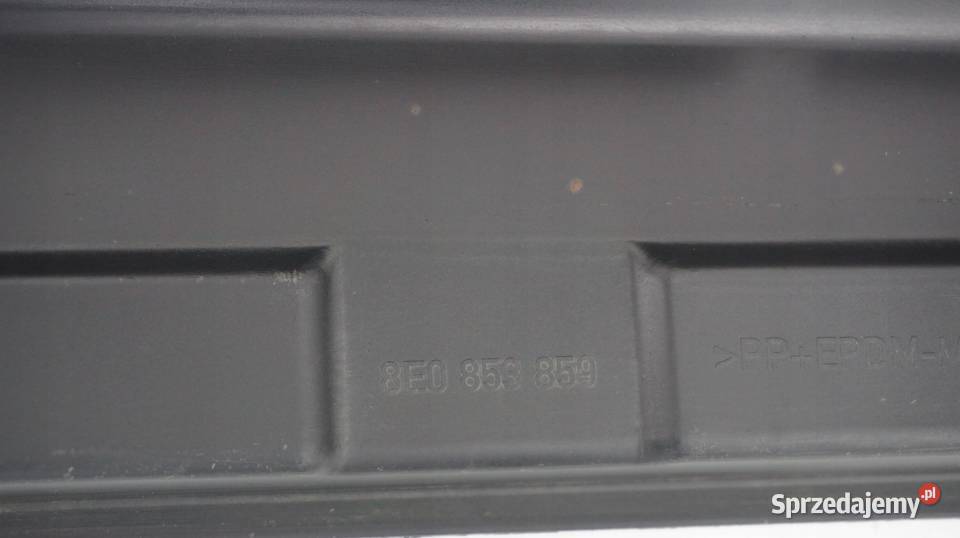 8E0 853 859
>PP+EPDM-M
Sprzedajemy.pl